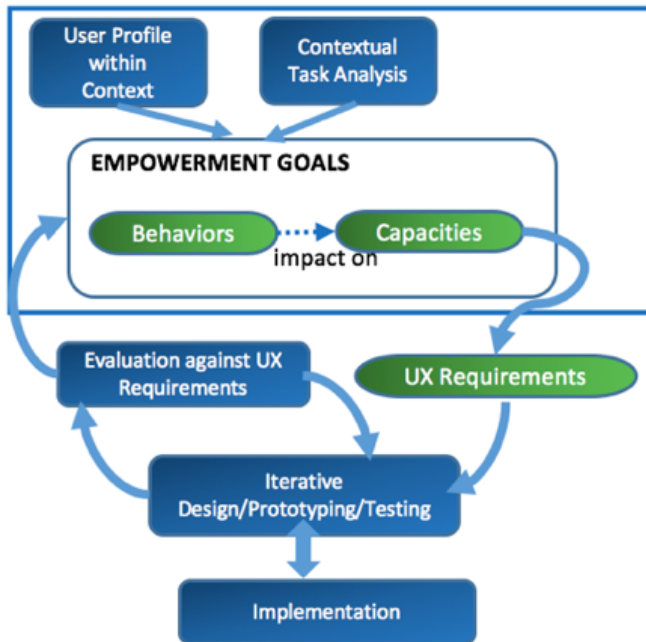 User Profile
within
Context
Contextual
Task Analysis
EMPOWERMENT GOALS
Behaviors
Capacities
impact on
Evaluation against UX
Requirements
UX Requirements
Iterative
Design/Prototyping/Testing
Implementation